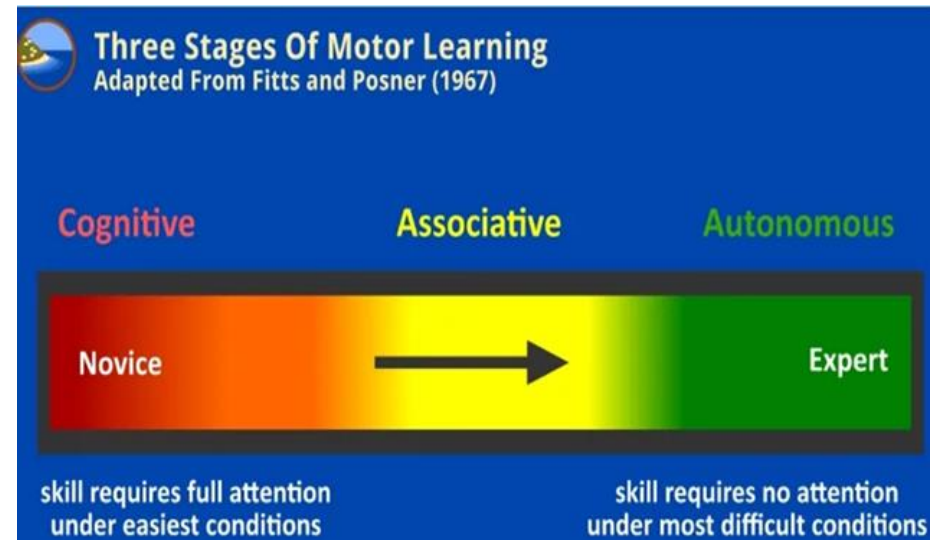 Three Stages Of Motor Learning
Adapted From Fitts and Posner (1967)
Cognitive
Associative
Autonomous
Novice
Expert
skill requires full attention
under easiest conditions
skill requires no attention
under most difficult conditions